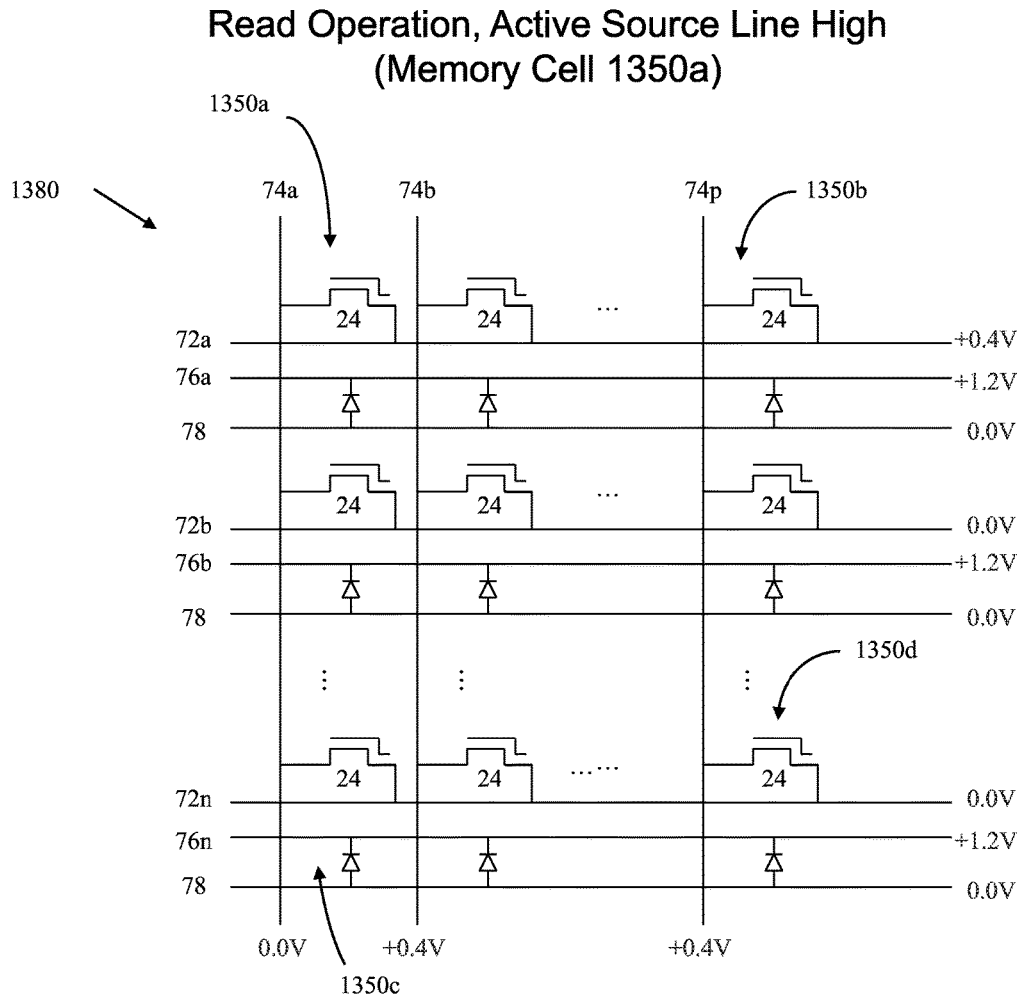 Read Operation, Active Source Line High
(Memory Cell 1350a)
1350a
1380
74a
74b
74p
1350b
24
24
...
24
72a
+0.4V
76a
+1.2V
78
0.0V
24
24
...
24
72b
0.0V
76b
+1.2V
78
0.0V
1350d
24
24
... ...
24
72n
0.0V
76n
+1.2V
78
0.0V
0.0V
+0.4V
+0.4V
1350c